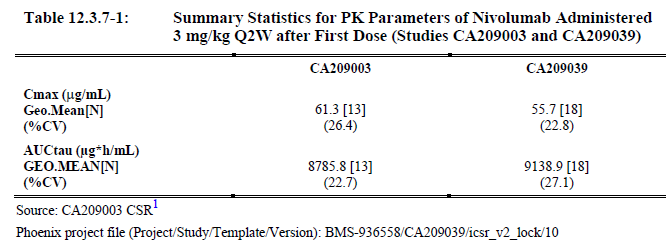 Table 12.3.7-1: Summary Statistics for PK Parameters of Nivolumab Administered
3 mg/kg Q2W after First Dose (Studies CA209003 and CA209039)
CA209003 CA209039
Cmax (µg/mL)
Geo.Mean[N] 61.3 [13] 55.7 [18]
(%CV) (26.4) (22.8)
AUCtau (µg*h/mL)
GEO.MEAN[N] 8785.8 [13] 9138.9 [18]
(%CV) (22.7) (27.1)
Source: CA209003 CSR1
Phoenix project file (Project/Study/Template/Version): BMS-936558/CA209039/icsr_v2_lock/10